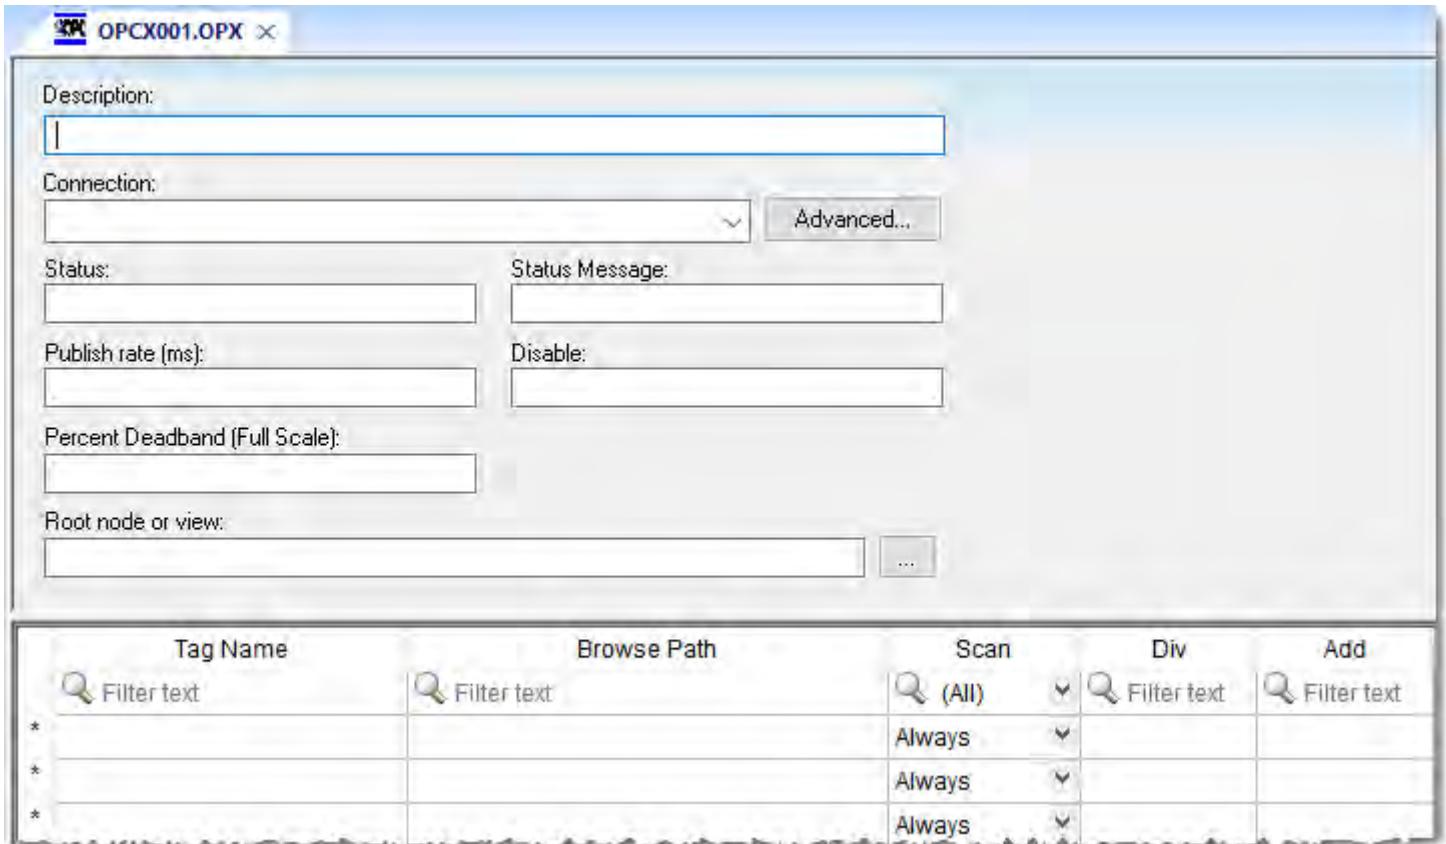 OPCX001.OPX
Description:
Connection:
Advanced...
Status: Status Message:
Publish rate (ms): Disable:
Percent Deadband (Full Scale):
Root node or view:
...
Tag Name Browse Path Scan Div Add
Filter text Filter text (All) Filter text Filter text
* Always
* Always
* Always